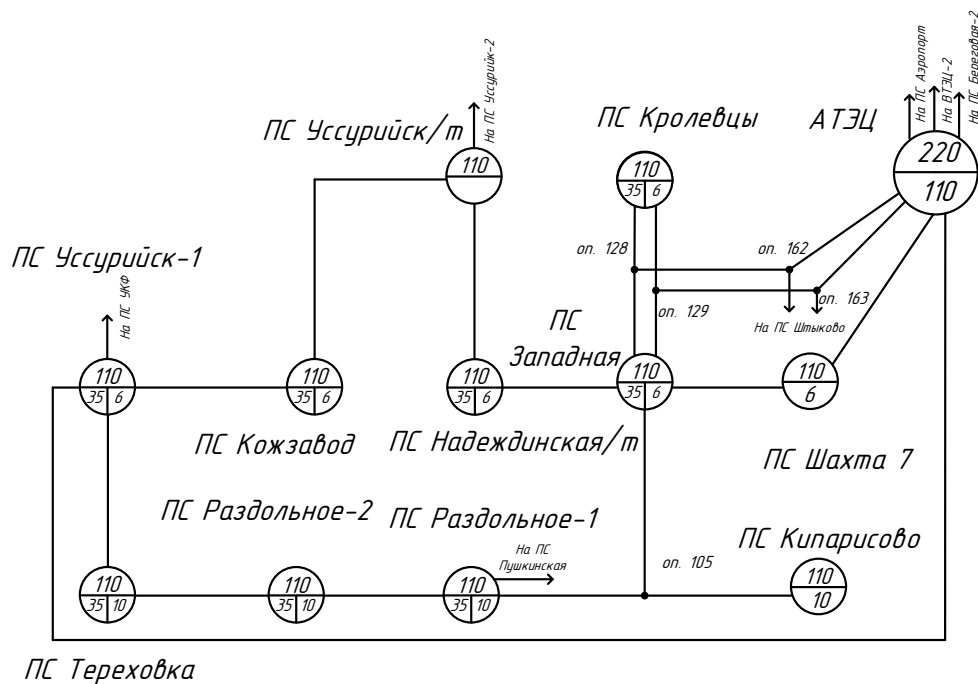 На ПС Аэропорт
На ВТЭЦ-2
На ПС Береговая-2
На ПС Уссурийк-2
ПС Уссурийск/т
ПС Кролевцы
АТЭЦ
220
110
110
110
35 6
оп. 128
оп. 162
ПС Уссурийск-1
На ПС УКФ
оп. 129
оп. 163
На ПС Штыково
ПС
Западная
110
35 6
110
35 6
110
35 6
110
35 6
110
6
ПС Кожзавод
ПС Надеждинская/т
ПС Шахта 7
ПС Раздольное-2
ПС Раздольное-1
На ПС
Пушкинская
оп. 105
ПС Кипарисово
110
35 10
110
35 10
110
35 10
110
10
ПС Тереховка